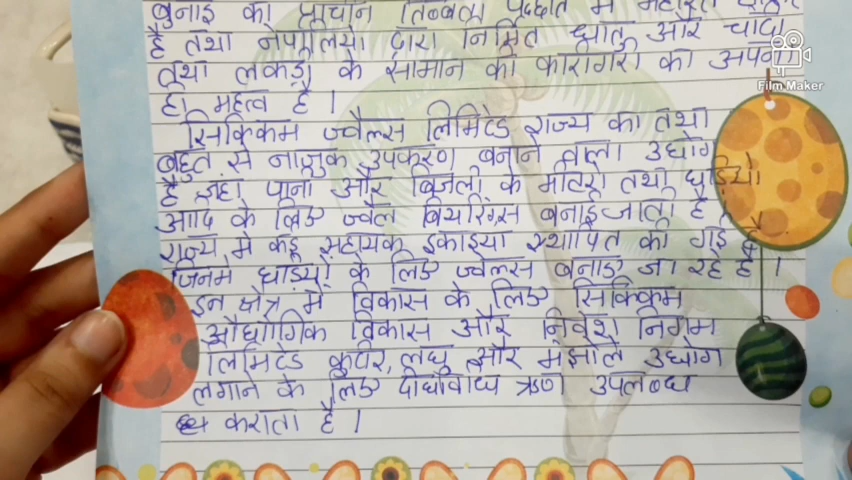 बुनाई की प्राचीन तिब्बती पद्धति में महारत हासिल
है तथा नेपालियो द्वारा निर्मित धातु और चांदी
तथा लकड़ी के सामान की कारीगरी का अपना
ही महत्व है ।
सिक्किम ज्वैल्स लिमिटेड राज्य का तथा
बहुत से नाजुक उपकरण बनाने वाला उद्योग
है जहां पानी और बिजली के मीटरों तथा घड़ियो
आदि के लिए ज्वैल बियरिंग्स बनाई जाती है ।
राज्य मे कई सहायक इकाइया स्थापित की गई है
जिनमे घड़ियों के लिए ज्वेलस बनाए जा रहे है ।
इन क्षेत्र में विकास के लिए सिक्किम
औद्योगिक विकास और निवेश निगम
लिमिटेड कुटीर, लघु और मंझोले उद्योग
लगाने के लिए दीर्घावधि ऋण उपलब्ध
कराता है ।
Film Maker